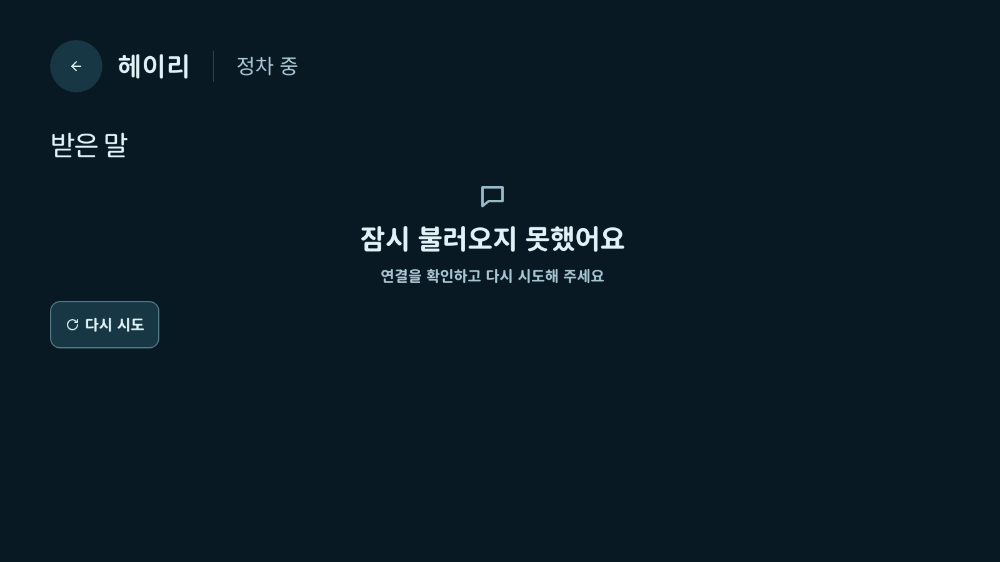 헤이리
정차 중
받은 말
잠시 불러오지 못했어요
연결을 확인하고 다시 시도해 주세요
다시 시도